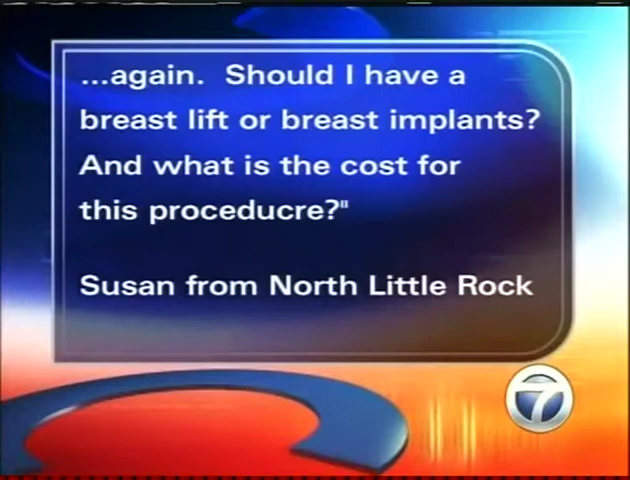 ...again. Should I have a
breast lift or breast implants?
And what is the cost for
this proceducre?"
Susan from North Little Rock
7